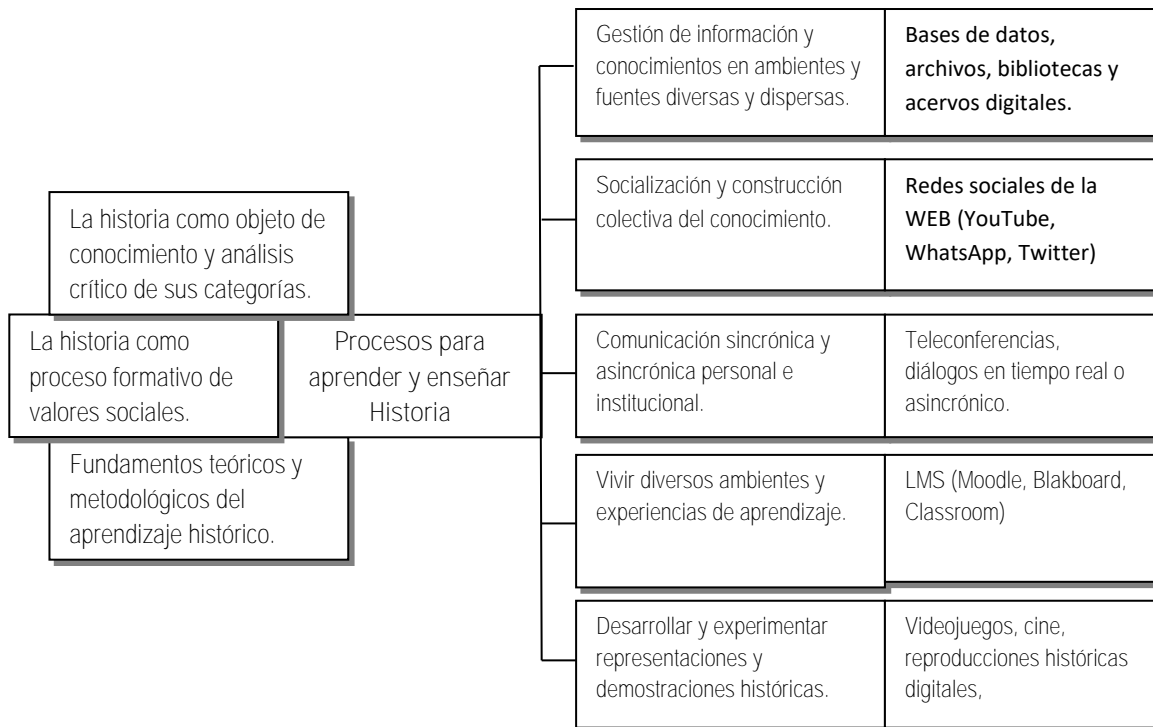 La historia como objeto de
conocimiento y análisis
crítico de sus categorías.
La historia como
proceso formativo de
valores sociales.
Fundamentos teóricos y
metodológicos del
aprendizaje histórico.
Procesos para
aprender y enseñar
Historia
Gestión de información y
conocimientos en ambientes y
fuentes diversas y dispersas.
Bases de datos,
archivos, bibliotecas y
acervos digitales.
Socialización y construcción
colectiva del conocimiento.
Redes sociales de la
WEB (YouTube,
WhatsApp, Twitter)
Comunicación sincrónica y
asincrónica personal e
institucional.
Teleconferencias,
diálogos en tiempo real o
asincrónico.
Vivir diversos ambientes y
experiencias de aprendizaje.
LMS (Moodle, Blakboard,
Classroom)
Desarrollar y experimentar
representaciones y
demostraciones históricas.
Videojuegos, cine,
reproducciones históricas
digitales,